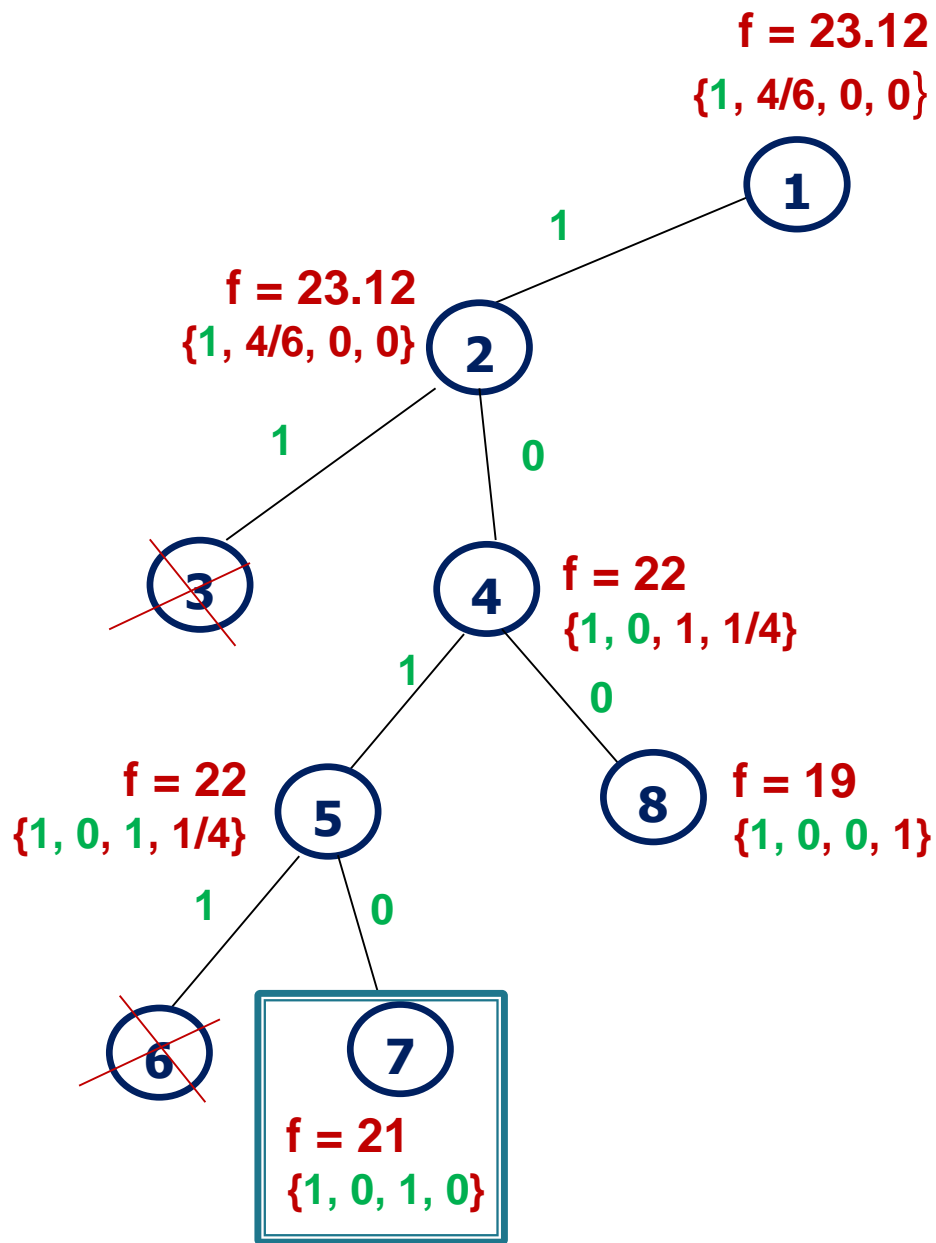 f = 23.12
{1, 4/6, 0, 0}
1
1
f = 23.12
{1, 4/6, 0, 0}
2
1
0
3
4
f = 22
{1, 0, 1, 1/4}
1
0
f = 22
{1, 0, 1, 1/4}
5
8
f = 19
{1, 0, 0, 1}
1
0
6
7
f = 21
{1, 0, 1, 0}